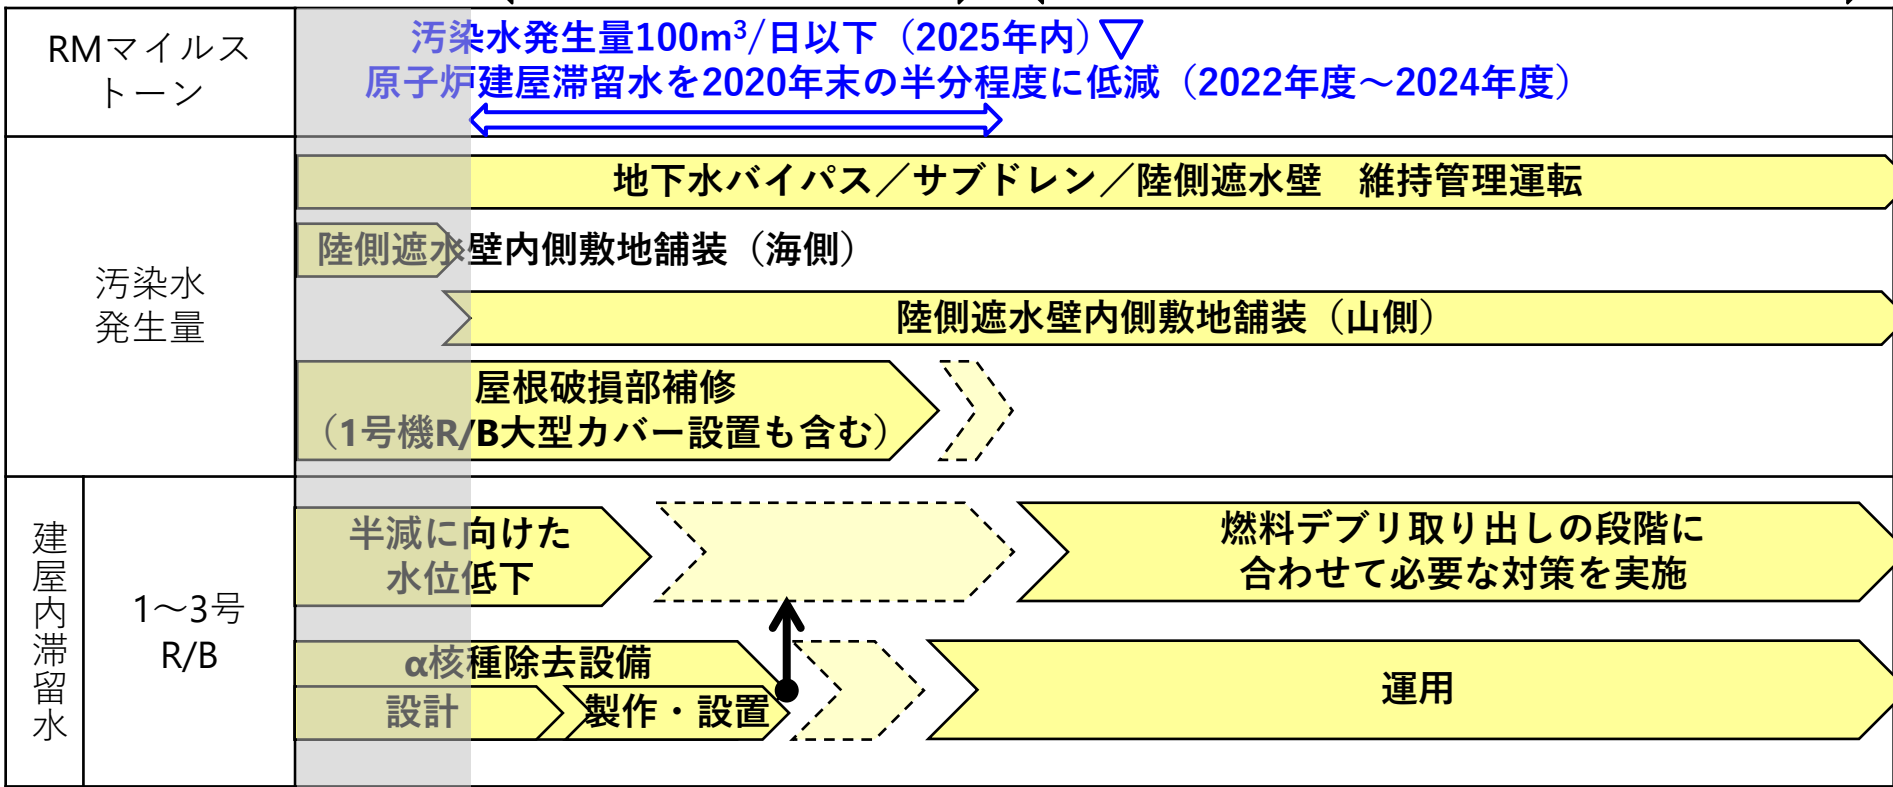 RMマイルス
トーン
汚染水発生量100m³/日以下（2025年内）▽
原子炉建屋滞留水を2020年末の半分程度に低減（2022年度～2024年度）
汚染水
発生量
地下水バイパス／サブドレン／陸側遮水壁　維持管理運転
陸側遮水壁内側敷地舗装（海側）
陸側遮水壁内側敷地舗装（山側）
屋根破損部補修
（1号機R/B大型カバー設置も含む）
建屋内滞留水
1～3号
R/B
半減に向けた
水位低下
燃料デブリ取り出しの段階に
合わせて必要な対策を実施
α核種除去設備
設計
製作・設置
運用